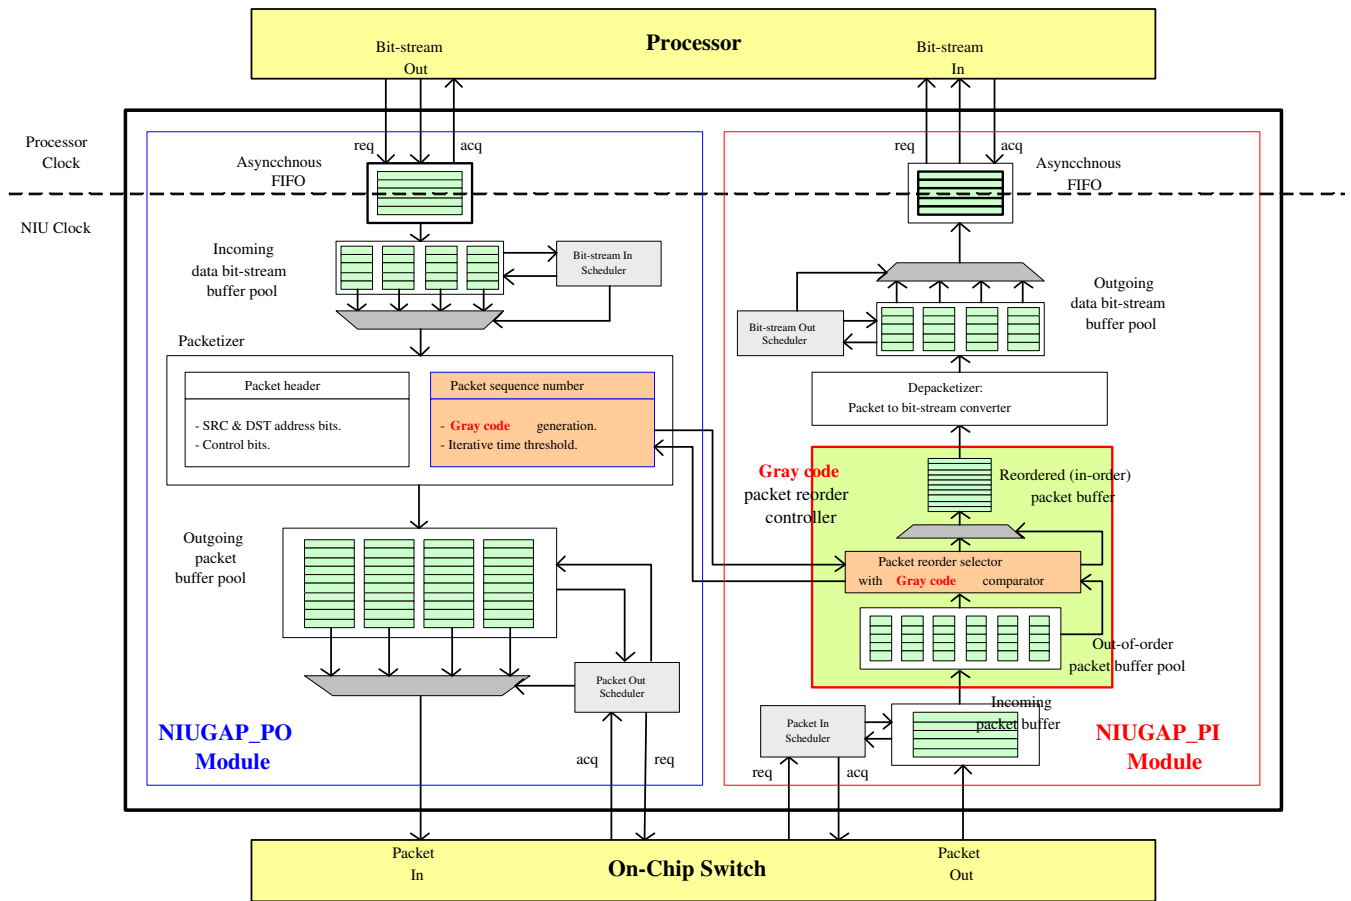 Processor
Bit-stream
Out
Bit-stream
In
req
acq
req
acq
Processor
Clock
Asyncchnous
FIFO
Asyncchnous
FIFO
NIU Clock
Incoming
data bit-stream
buffer pool
Bit-stream In
Scheduler
Outgoing
data bit-stream
buffer pool
Bit-stream Out
Scheduler
Packetizer
Packet header
- SRC & DST address bits.
- Control bits.
Packet sequence number
- Gray code generation.
- Iterative time threshold.
Depacketizer:
Packet to bit-stream converter
Gray code
packet reorder
controller
Reordered (in-order)
packet buffer
Packet reorder selector
with Gray code comparator
Outgoing
packet
buffer pool
Out-of-order
packet buffer pool
Packet Out
Scheduler
Packet In
Scheduler
Incoming
packet buffer
NIUGAP_PO
Module
NIUGAP_PI
Module
acq
req
req
acq
Packet
In
On-Chip Switch
Packet
Out